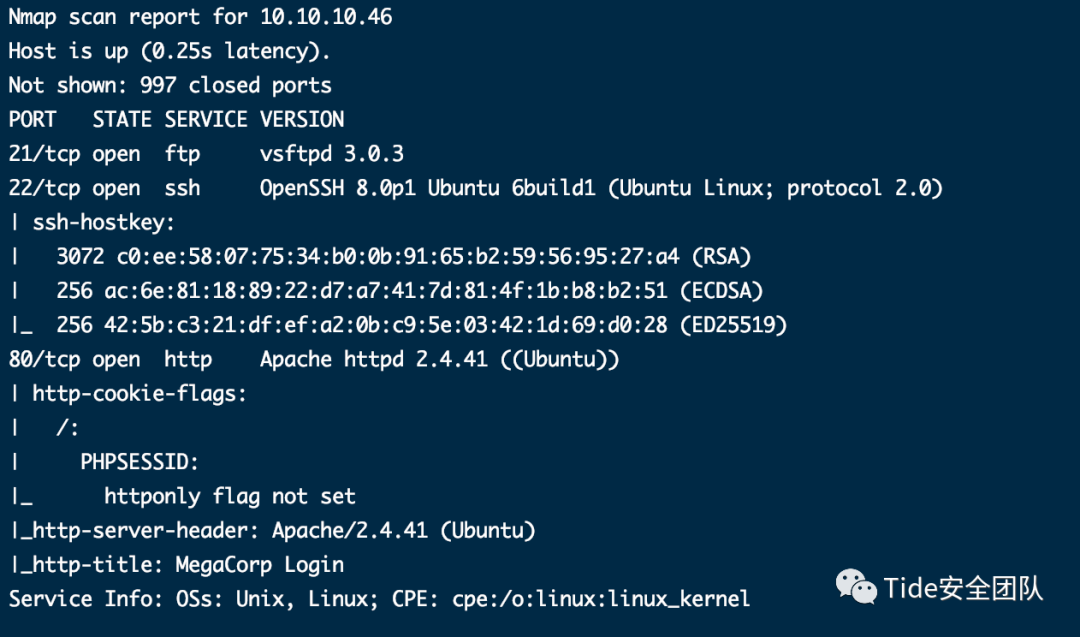 Nmap scan report for 10.10.10.46
Host is up (0.25s latency).
Not shown: 997 closed ports
PORT   STATE SERVICE VERSION
21/tcp open  ftp     vsftpd 3.0.3
22/tcp open  ssh     OpenSSH 8.0p1 Ubuntu 6build1 (Ubuntu Linux; protocol 2.0)
| ssh-hostkey:
|   3072 c0:ee:58:07:75:34:b0:0b:91:65:b2:59:56:95:27:a4 (RSA)
|   256 ac:6e:81:18:89:22:d7:a7:41:7d:81:4f:1b:b8:b2:51 (ECDSA)
|_  256 42:5b:c3:21:df:ef:a2:0b:c9:5e:03:42:1d:69:d0:28 (ED25519)
80/tcp open  http    Apache httpd 2.4.41 ((Ubuntu))
| http-cookie-flags:
|   /:
|     PHPSESSID:
|_      httponly flag not set
|_http-server-header: Apache/2.4.41 (Ubuntu)
|_http-title: MegaCorp Login
Service Info: OSs: Unix, Linux; CPE: cpe:/o:linux:linux_kernel
Tide安全团队